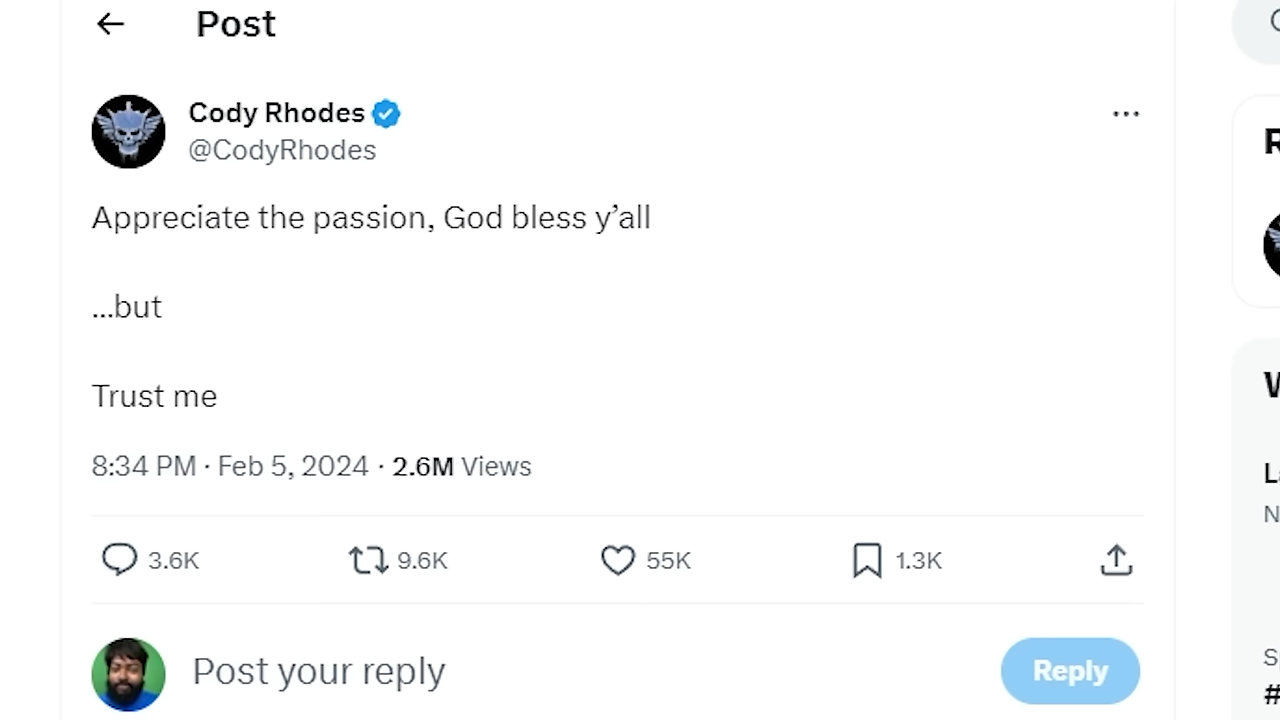 Post
Cody Rhodes
@CodyRhodes
Appreciate the passion, God bless y’all
...but
Trust me
8:34 PM · Feb 5, 2024 · 2.6M Views
3.6K 9.6K 55K 1.3K
Post your reply
Reply